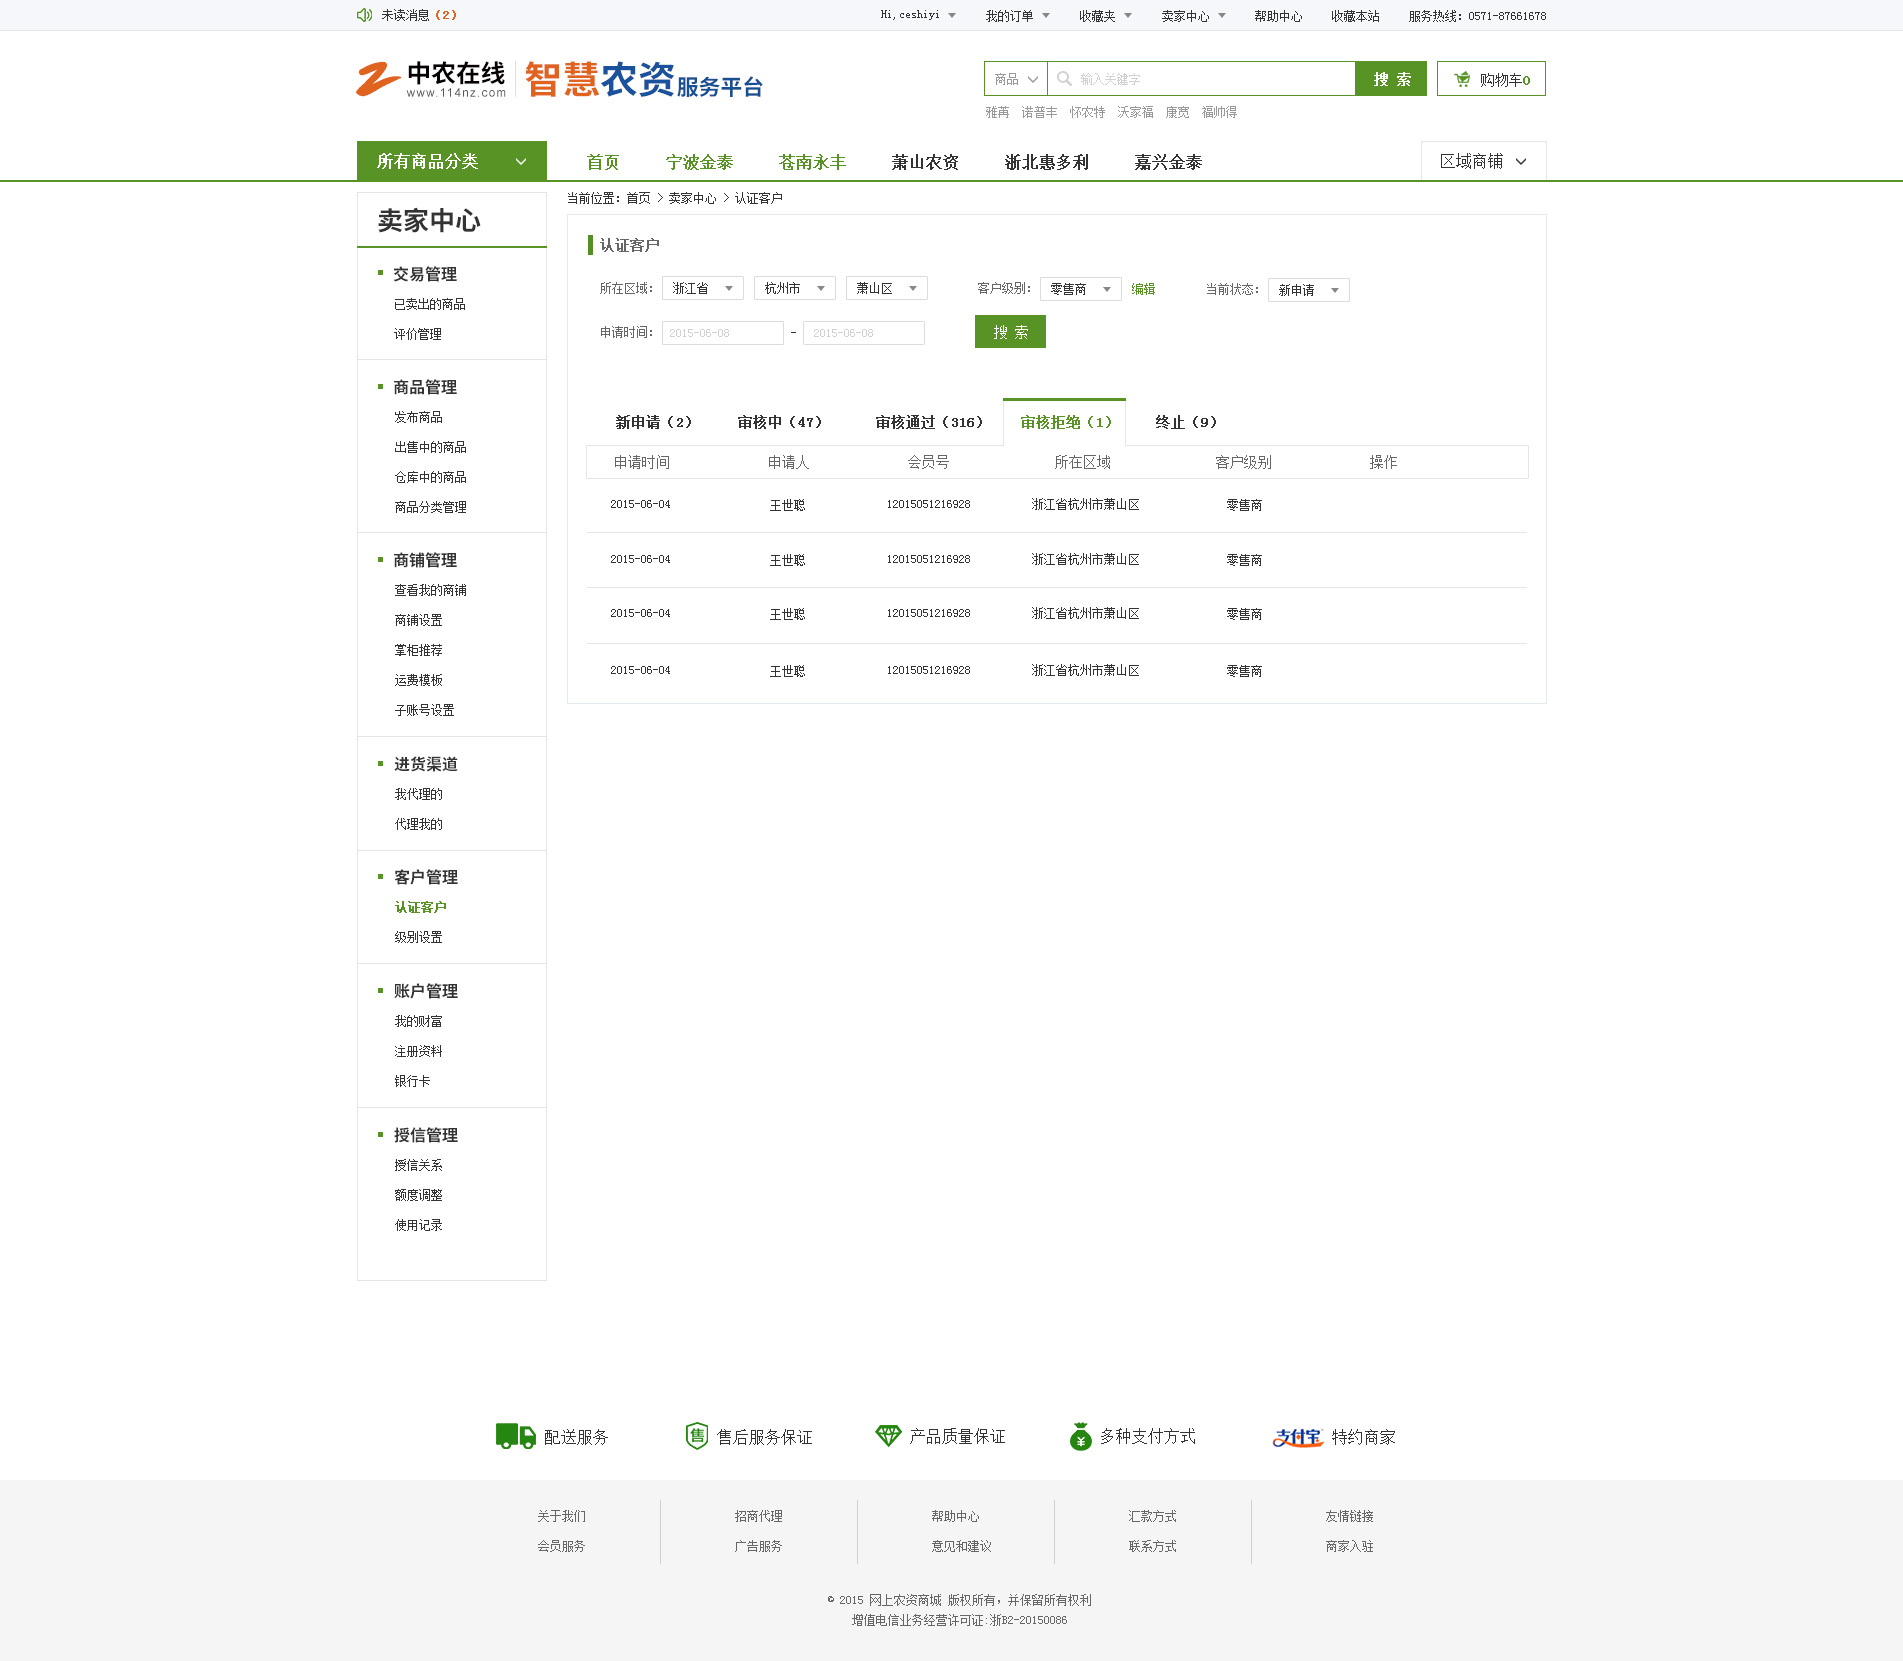 未读消息（2） Hi,ceshiyi 我的订单 收藏夹 卖家中心 帮助中心 收藏本站 服务热线：0571-87661678
中农在线 智慧农资服务平台
www.114nz.com
商品 输入关键字 搜 索 购物车0
雅苒 诺普丰 怀农特 沃家福 康宽 福帅得
所有商品分类 首页 宁波金泰 苍南永丰 萧山农资 浙北惠多利 嘉兴金泰 区域商铺
当前位置：首页 > 卖家中心 > 认证客户
卖家中心
交易管理
已卖出的商品
评价管理
商品管理
发布商品
出售中的商品
仓库中的商品
商品分类管理
商铺管理
查看我的商铺
商铺设置
掌柜推荐
运费模板
子账号设置
进货渠道
我代理的
代理我的
客户管理
认证客户
级别设置
账户管理
我的财富
注册资料
银行卡
授信管理
授信关系
额度调整
使用记录
认证客户
所在区域： 浙江省 杭州市 萧山区 客户级别： 零售商 编辑 当前状态： 新申请
申请时间： 2015-06-08 - 2015-06-08 搜 索
新申请（2） 审核中（47） 审核通过（316） 审核拒绝（1） 终止（9）
申请时间 申请人 会员号 所在区域 客户级别 操作
2015-06-04 王世聪 12015051216928 浙江省杭州市萧山区 零售商
2015-06-04 王世聪 12015051216928 浙江省杭州市萧山区 零售商
2015-06-04 王世聪 12015051216928 浙江省杭州市萧山区 零售商
2015-06-04 王世聪 12015051216928 浙江省杭州市萧山区 零售商
配送服务 售 售后服务保证 产品质量保证 ¥ 多种支付方式 支付宝 特约商家
关于我们 招商代理 帮助中心 汇款方式 友情链接
会员服务 广告服务 意见和建议 联系方式 商家入驻
© 2015 网上农资商城 版权所有，并保留所有权利
增值电信业务经营许可证:浙B2-20150086